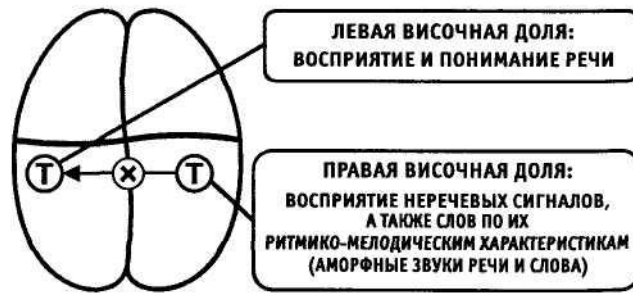 ЛЕВАЯ ВИСОЧНАЯ ДОЛЯ:
ВОСПРИЯТИЕ И ПОНИМАНИЕ РЕЧИ
Т
×
Т
ПРАВАЯ ВИСОЧНАЯ ДОЛЯ:
ВОСПРИЯТИЕ НЕРЕЧЕВЫХ СИГНАЛОВ,
А ТАКЖЕ СЛОВ ПО ИХ
РИТМИКО-МЕЛОДИЧЕСКИМ ХАРАКТЕРИСТИКАМ
(АМОРФНЫЕ ЗВУКИ РЕЧИ И СЛОВА)